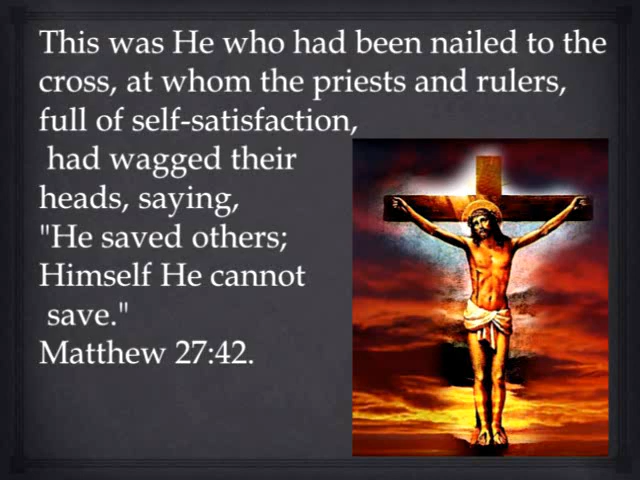 This was He who had been nailed to the
cross, at whom the priests and rulers,
full of self-satisfaction,
had wagged their
heads, saying,
"He saved others;
Himself He cannot
save."
Matthew 27:42.